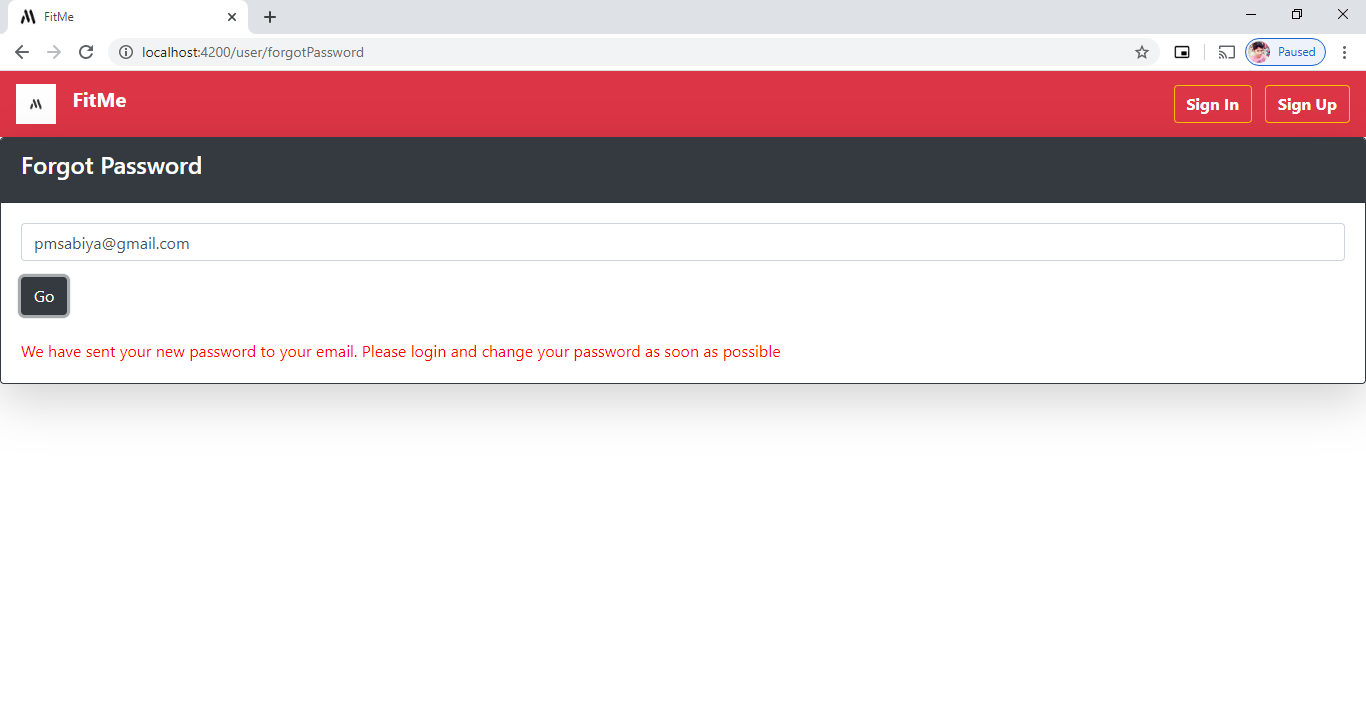 FitMe
localhost:4200/user/forgotPassword
Paused
FitMe
Sign In
Sign Up
Forgot Password
pmsabiya@gmail.com
Go
We have sent your new password to your email. Please login and change your password as soon as possible